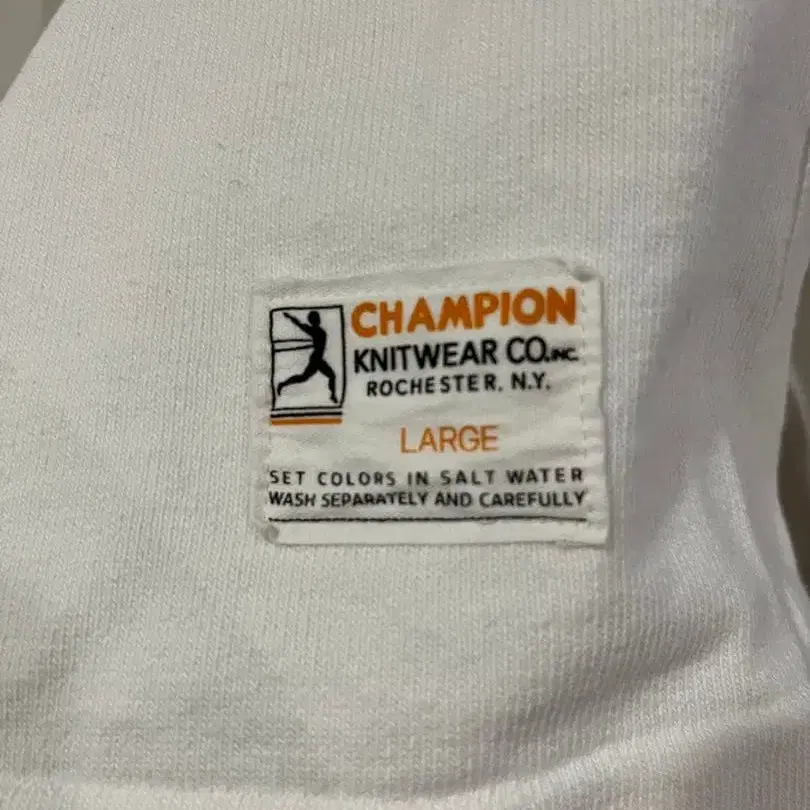 CHAMPION
KNITWEAR CO.INC.
ROCHESTER, N.Y.
LARGE
SET COLORS IN SALT WATER
WASH SEPARATELY AND CAREFULLY